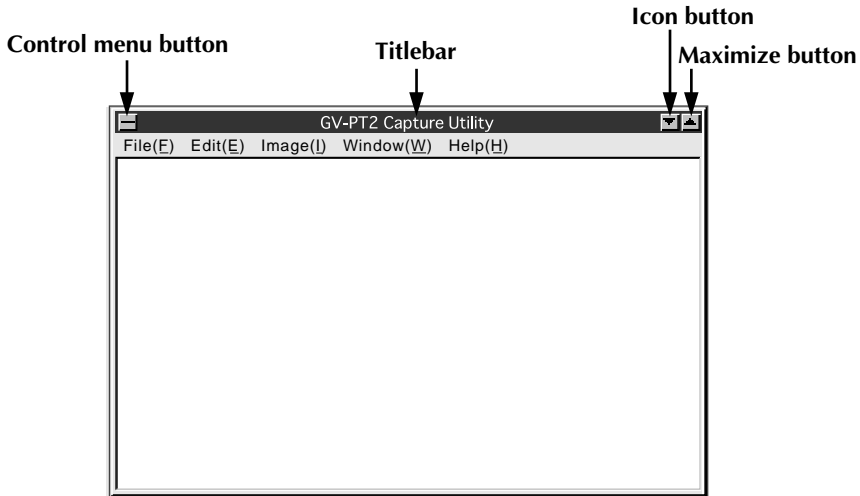 Icon button
Control menu button
Titlebar
Maximize button
GV-PT2 Capture Utility
File(F) Edit(E) Image(I) Window(W) Help(H)